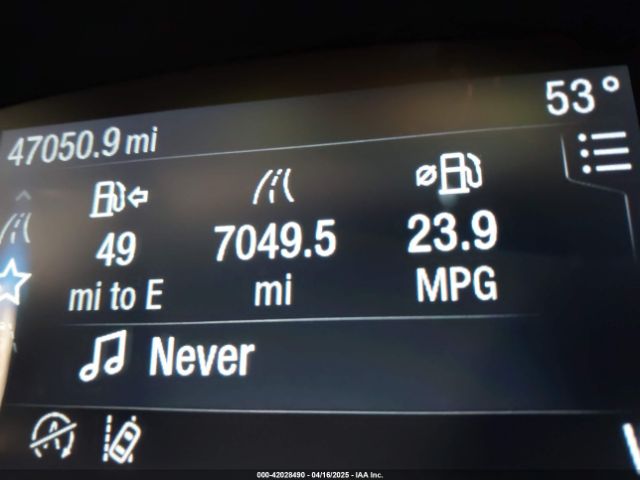 53°
47050.9 mi
49 7049.5 23.9
mi to E mi MPG
Never
A
000-42028490 - 04/16/2025 - IAA Inc.